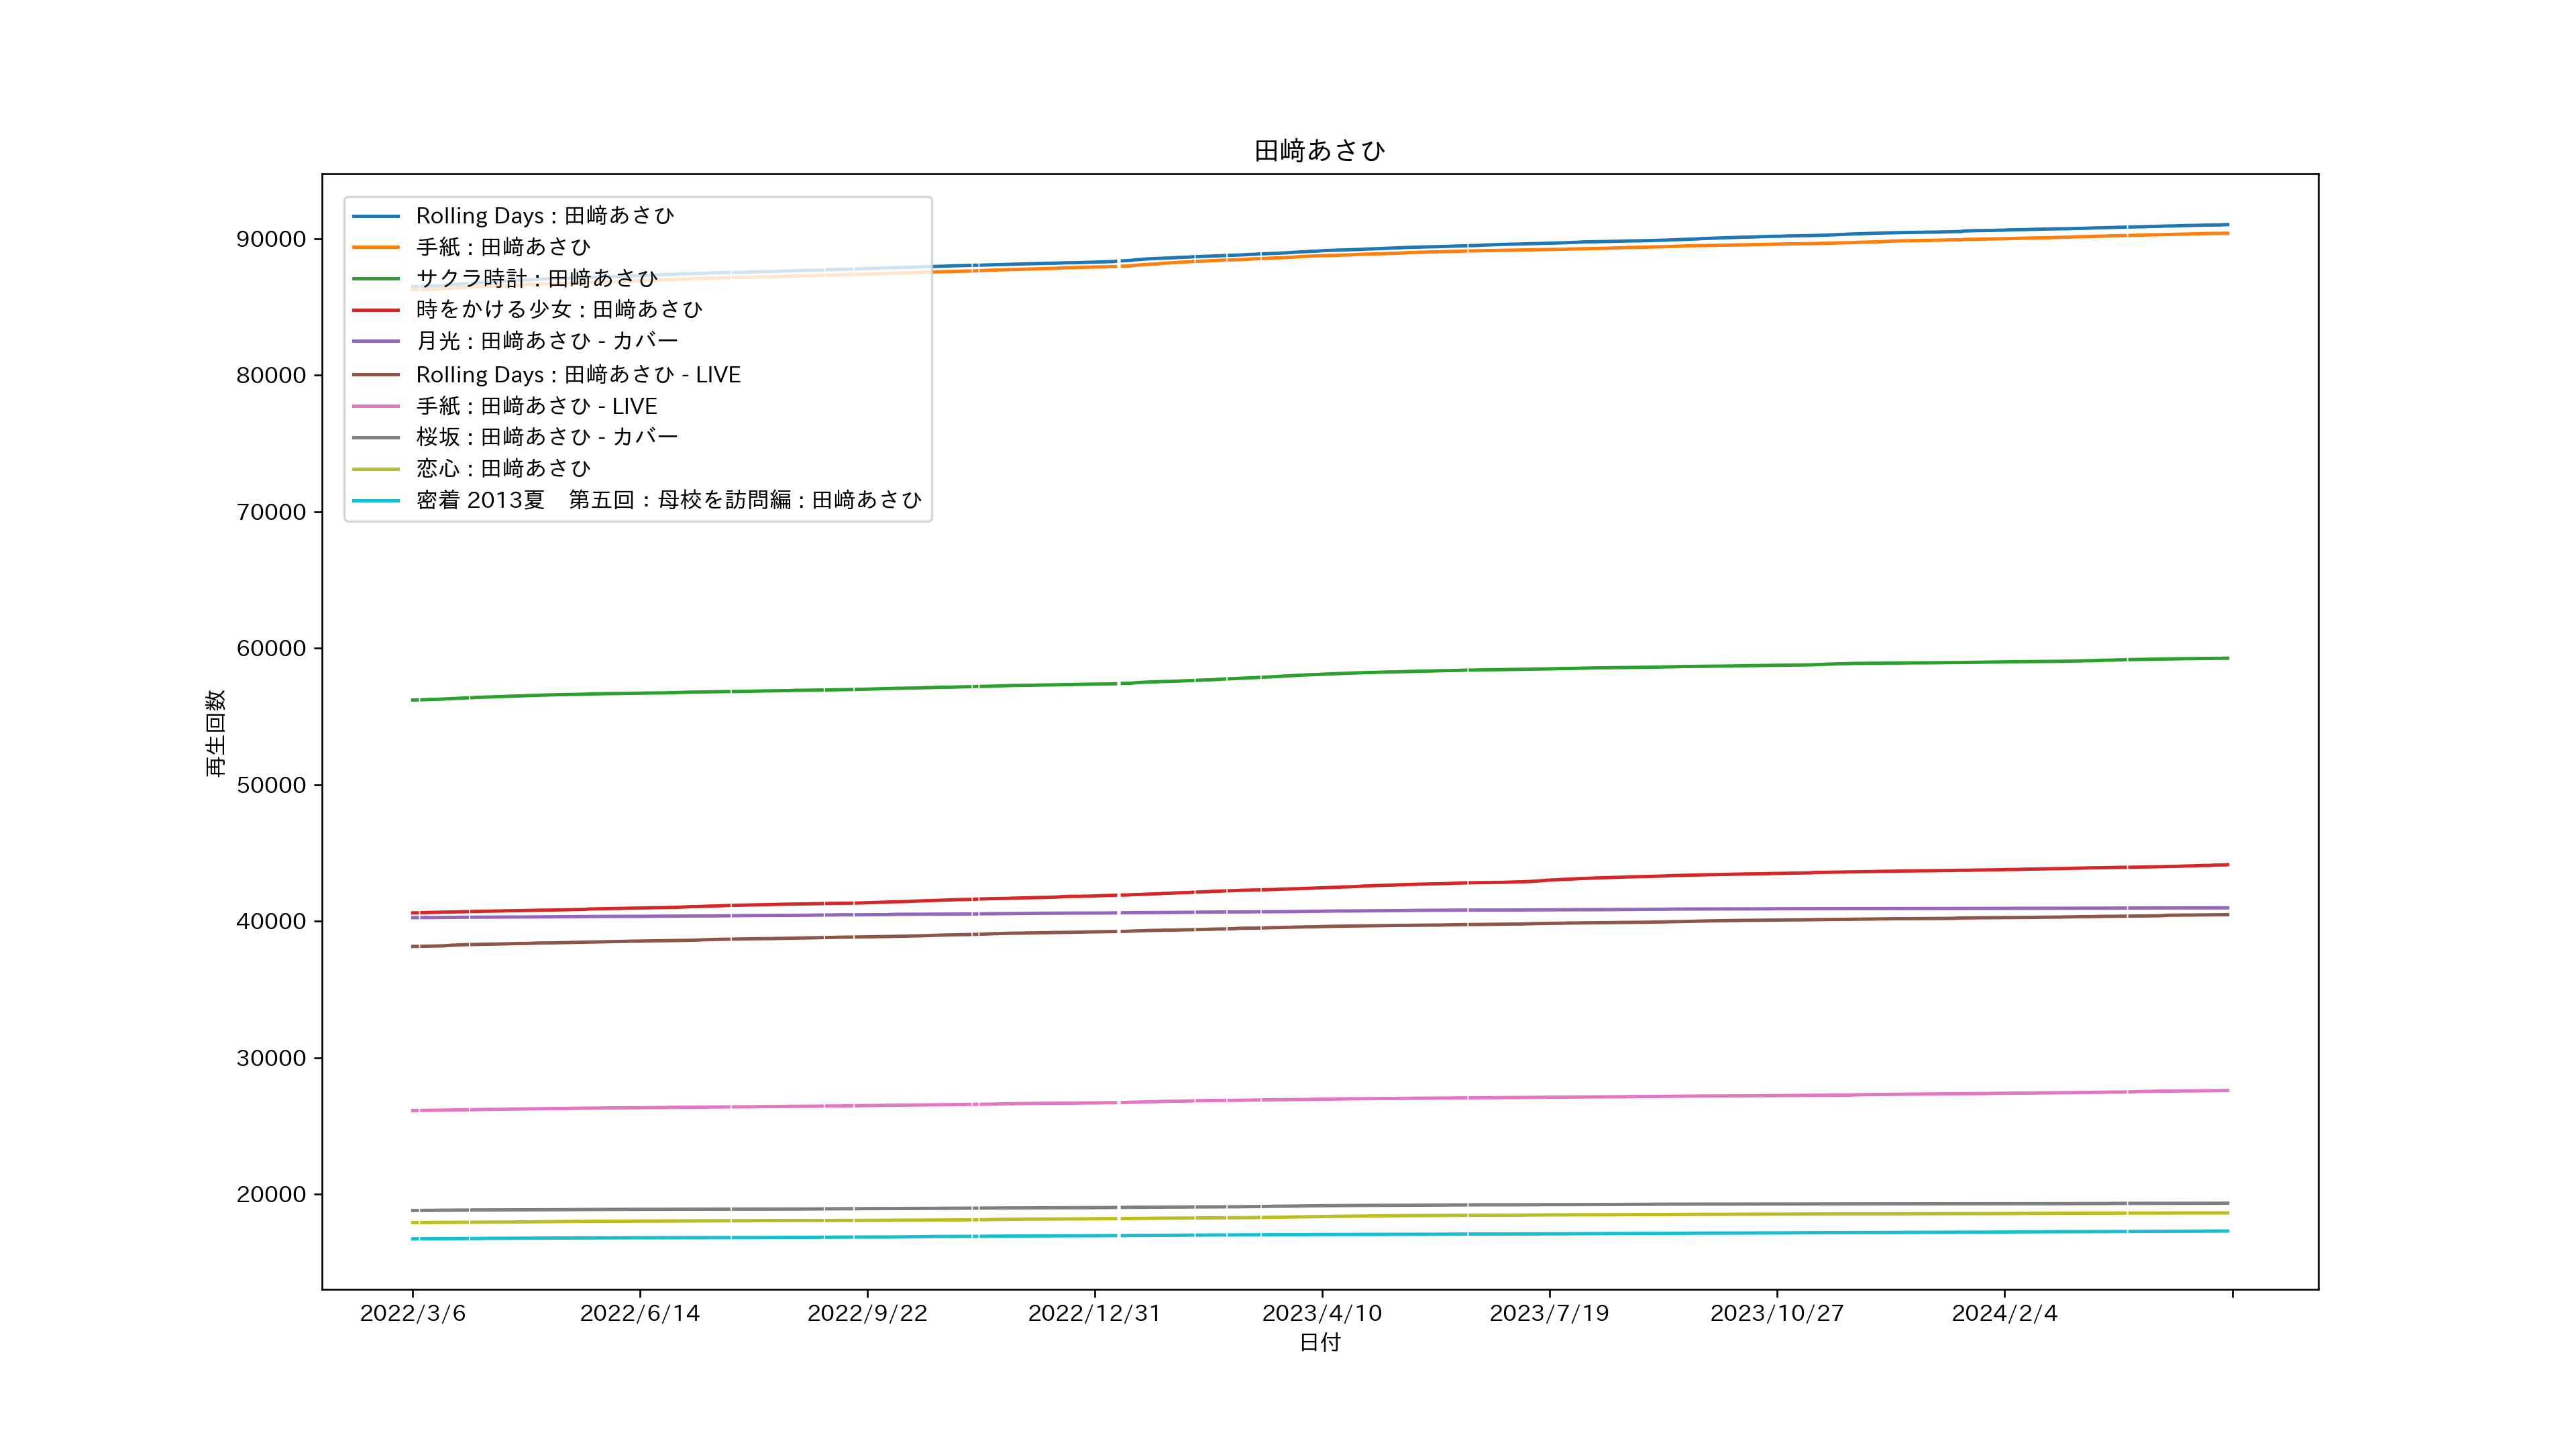 田﨑あさひ
Rolling Days : 田﨑あさひ
手紙 : 田﨑あさひ
サクラ時計 : 田﨑あさひ
時をかける少女 : 田﨑あさひ
月光 : 田﨑あさひ - カバー
Rolling Days : 田﨑あさひ - LIVE
手紙 : 田﨑あさひ - LIVE
桜坂 : 田﨑あさひ - カバー
恋心 : 田﨑あさひ
密着 2013夏　第五回：母校を訪問編 : 田﨑あさひ
90000
80000
70000
60000
50000
40000
30000
20000
再生回数
2022/3/6 2022/6/14 2022/9/22 2022/12/31 2023/4/10 2023/7/19 2023/10/27 2024/2/4
日付